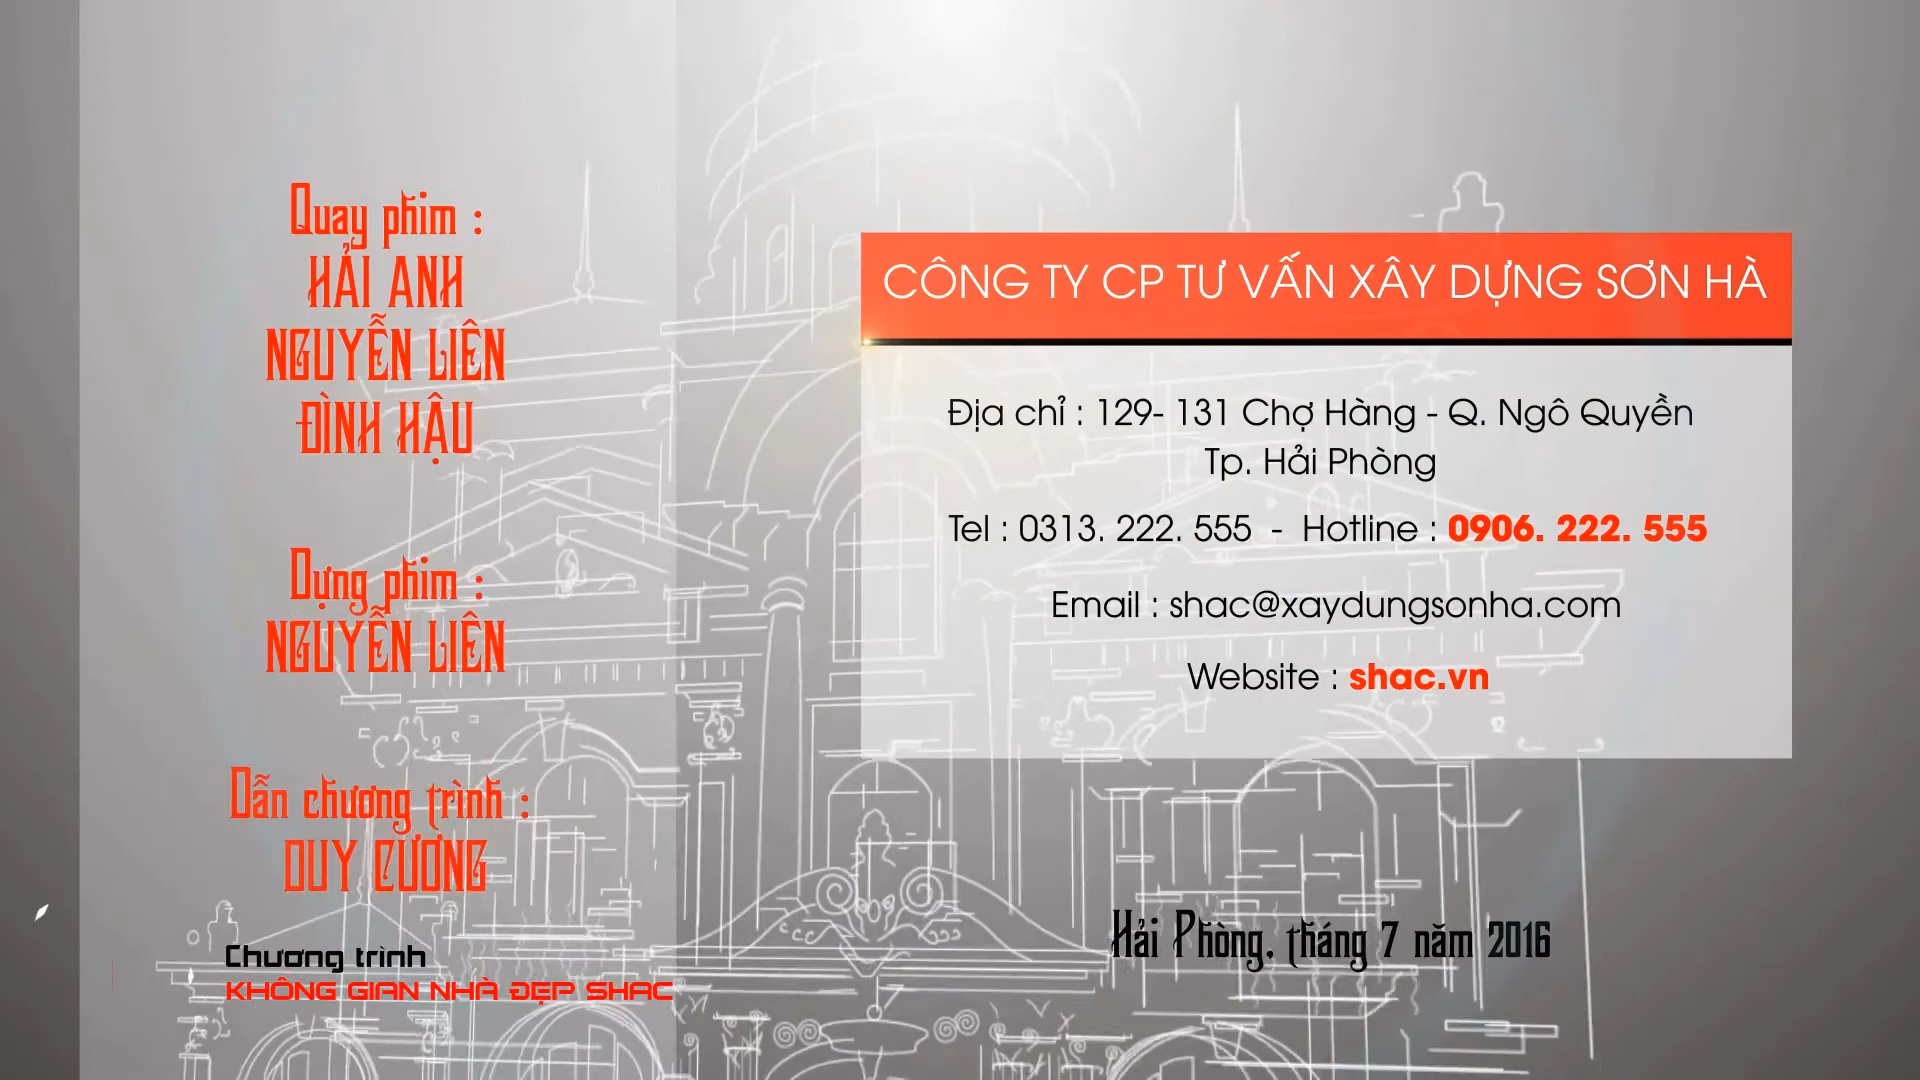 Quay phim :
HẢI ANH
NGUYỄN LIÊN
ĐÌNH HẬU
Dựng phim :
NGUYỄN LIÊN
Dẫn chương trình :
DUY CƯƠNG
Chương trình
KHÔNG GIAN NHÀ ĐẸP SHAC
CÔNG TY CP TƯ VẤN XÂY DỰNG SƠN HÀ
Địa chỉ : 129- 131 Chợ Hàng - Q. Ngô Quyền
Tp. Hải Phòng
Tel : 0313. 222. 555 - Hotline : 0906. 222. 555
Email : shac@xaydungsonha.com
Website : shac.vn
Hải Phòng, tháng 7 năm 2016